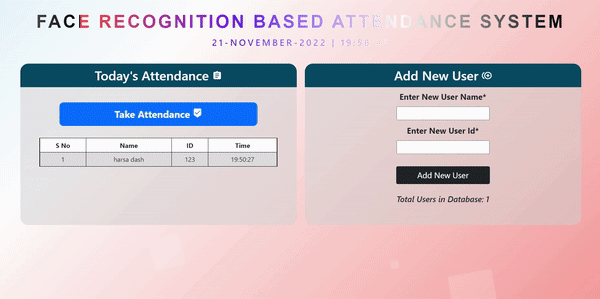 FACE RECOGNITION BASED ATTENDANCE SYSTEM
21-NOVEMBER-2022 | 19:58
Today's Attendance
Take Attendance
S No Name ID Time
1 harsa dash 123 19:50:27
Add New User
Enter New User Name*
Enter New User Id*
Add New User
Total Users in Database: 1